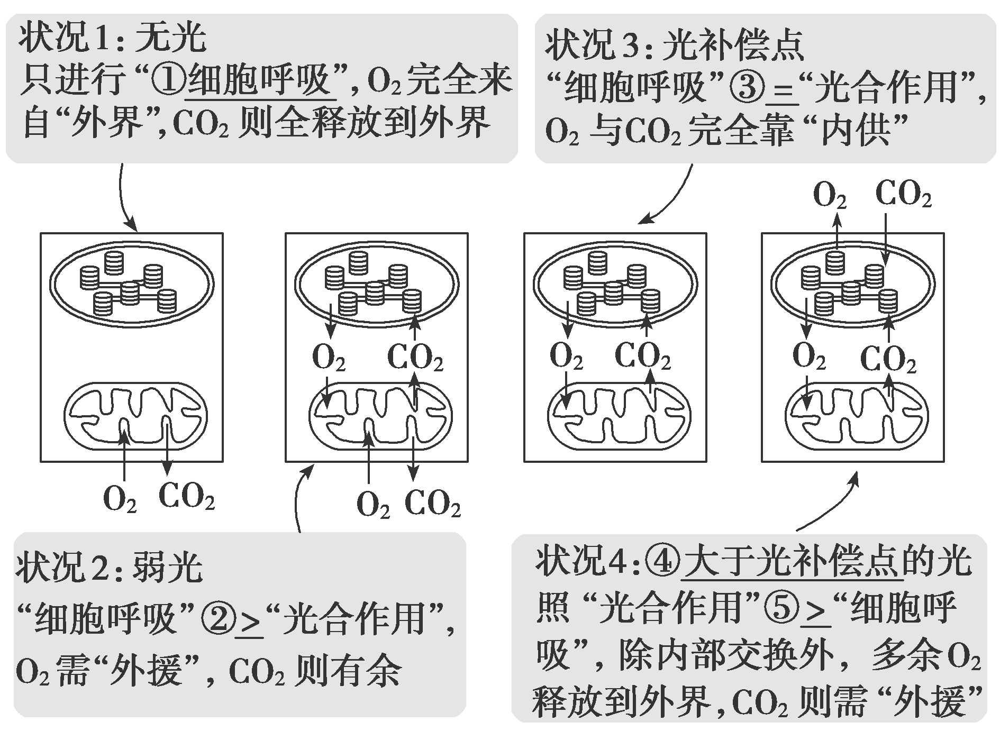 状况1:无光
只进行“①细胞呼吸”,O₂完全来
自“外界”,CO₂则全释放到外界
状况3:光补偿点
“细胞呼吸”③=“光合作用”,
O₂与CO₂完全靠“内供”
O₂ CO₂
O₂ CO₂
O₂ CO₂
O₂ CO₂
O₂ CO₂
O₂ CO₂
状况2:弱光
“细胞呼吸”②>“光合作用”,
O₂需“外援”,CO₂则有余
状况4:④大于光补偿点的光
照“光合作用”⑤>“细胞呼
吸”,除内部交换外,多余O₂
释放到外界,CO₂则需“外援”